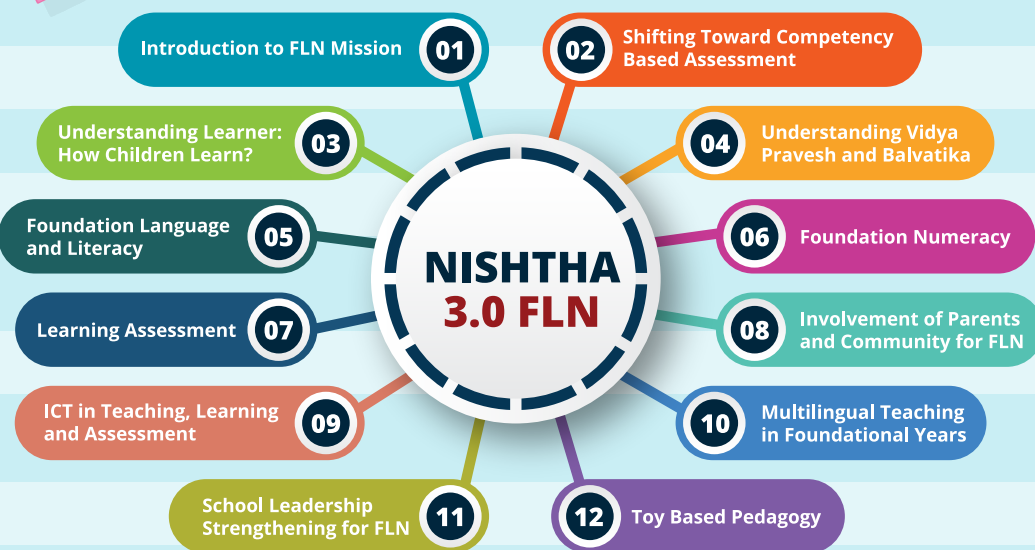 Introduction to FLN Mission
01
02
Shifting Toward Competency
Based Assessment
Understanding Learner:
How Children Learn?
03
04
Understanding Vidya
Pravesh and Balvatika
Foundation Language
and Literacy
05
06
Foundation Numeracy
NISHTHA
3.0 FLN
Learning Assessment
07
08
Involvement of Parents
and Community for FLN
ICT in Teaching, Learning
and Assessment
09
10
Multilingual Teaching
in Foundational Years
School Leadership
Strengthening for FLN
11
12
Toy Based Pedagogy